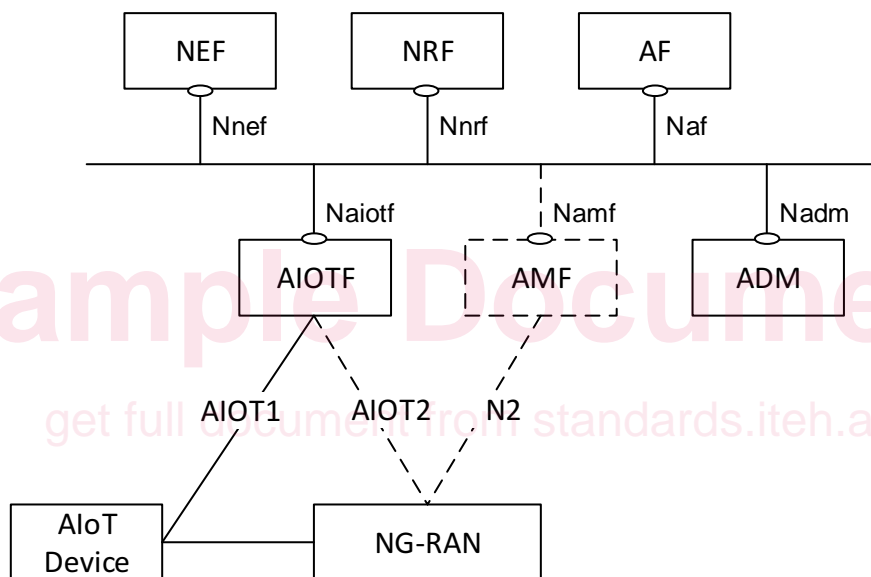 NEF
NRF
AF
Nnef
Nnrf
Naf
Naiotf
Namf
Nadm
AIOTF
AMF
ADM
ample Docume
AIOT1
AIOT2
N2
get full document from standards.iteh.a
AIoT
Device
NG-RAN